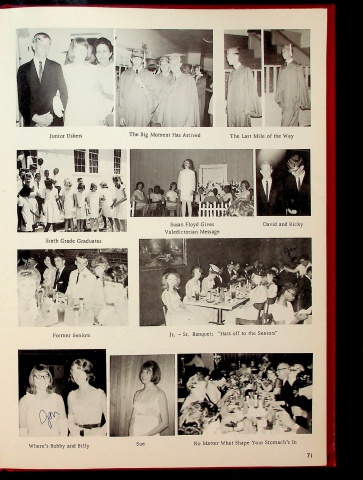 Junior Ushers
The Big Moment Has Arrived
The Last Mile of the Way
Sixth Grade Graduates
Susan Floyd Gives
Valedictorian Message
David and Ricky
Former Seniors
Jr. - Sr. Banquet; "Hats off to the Seniors"
Where's Bobby and Billy
Sue
No Matter What Shape Your Stomach's In
71